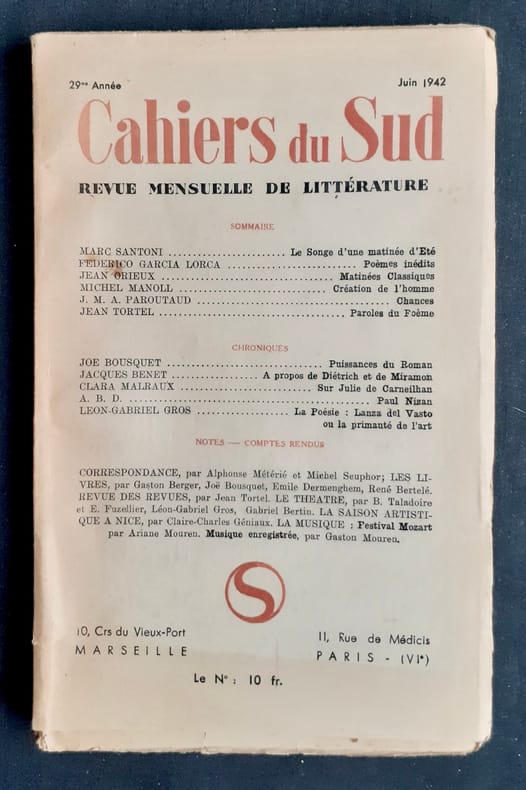 29me Année Juin 1942
Cahiers du Sud
REVUE MENSUELLE DE LITTÉRATURE
SOMMAIRE
MARC SANTONI ........................ Le Songe d'une matinée d'Eté
FEDERICO GARCIA LORCA ........................ Poèmes inédits
JEAN ORIEUX ........................ Matinées Classiques
MICHEL MANOLL ........................ Création de l'homme
J. M. A. PAROUTAUD ........................ Chances
JEAN TORTEL ........................ Paroles du Poème
CHRONIQUES
JOE BOUSQUET ........................ Puissances du Roman
JACQUES BENET ........................ A propos de Diétrich et de Miramon
CLARA MALRAUX ........................ Sur Julie de Carneilhan
A. B. D. ........................ Paul Nizan
LEON-GABRIEL GROS ........................ La Poésie : Lanza del Vasto
ou la primauté de l'art
NOTES — COMPTES RENDUS
CORRESPONDANCE, par Alphonse Métérié et Michel Seuphor; LES LI-
VRES, par Gaston Berger, Joë Bousquet, Emile Dermenghem, René Bertelé.
REVUE DES REVUES, par Jean Tortel. LE THEATRE, par B. Taladoire
et E. Fuzellier, Léon-Gabriel Gros, Gabriel Bertin. LA SAISON ARTISTI-
QUE A NICE, par Claire-Charles Géniaux. LA MUSIQUE : Festival Mozart
par Ariane Mouren. Musique enregistrée, par Gaston Mouren.
S
10, Crs du Vieux-Port 11, Rue de Médicis
MARSEILLE PARIS - (VIe)
Le No : 10 fr.